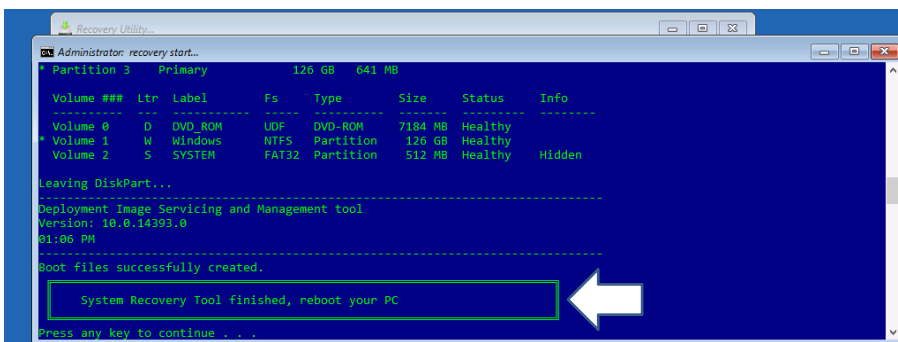 Recovery Utility...
Administrator: recovery start...
* Partition 3    Primary             126 GB   641 MB
Volume ###  Ltr  Label        Fs     Type        Size     Status     Info
----------  ---  -----------  -----  ----------  -------  ---------  --------
Volume 0     D   DVD_ROM      UDF    DVD-ROM     7184 MB  Healthy
* Volume 1     W   Windows      NTFS   Partition    126 GB  Healthy
Volume 2     S   SYSTEM       FAT32  Partition    512 MB  Healthy    Hidden
Leaving DiskPart...
--------------------------------------------------------------------------------
Deployment Image Servicing and Management tool
Version: 10.0.14393.0
01:06 PM
--------------------------------------------------------------------------------
Boot files successfully created.
System Recovery Tool finished, reboot your PC
Press any key to continue . . .